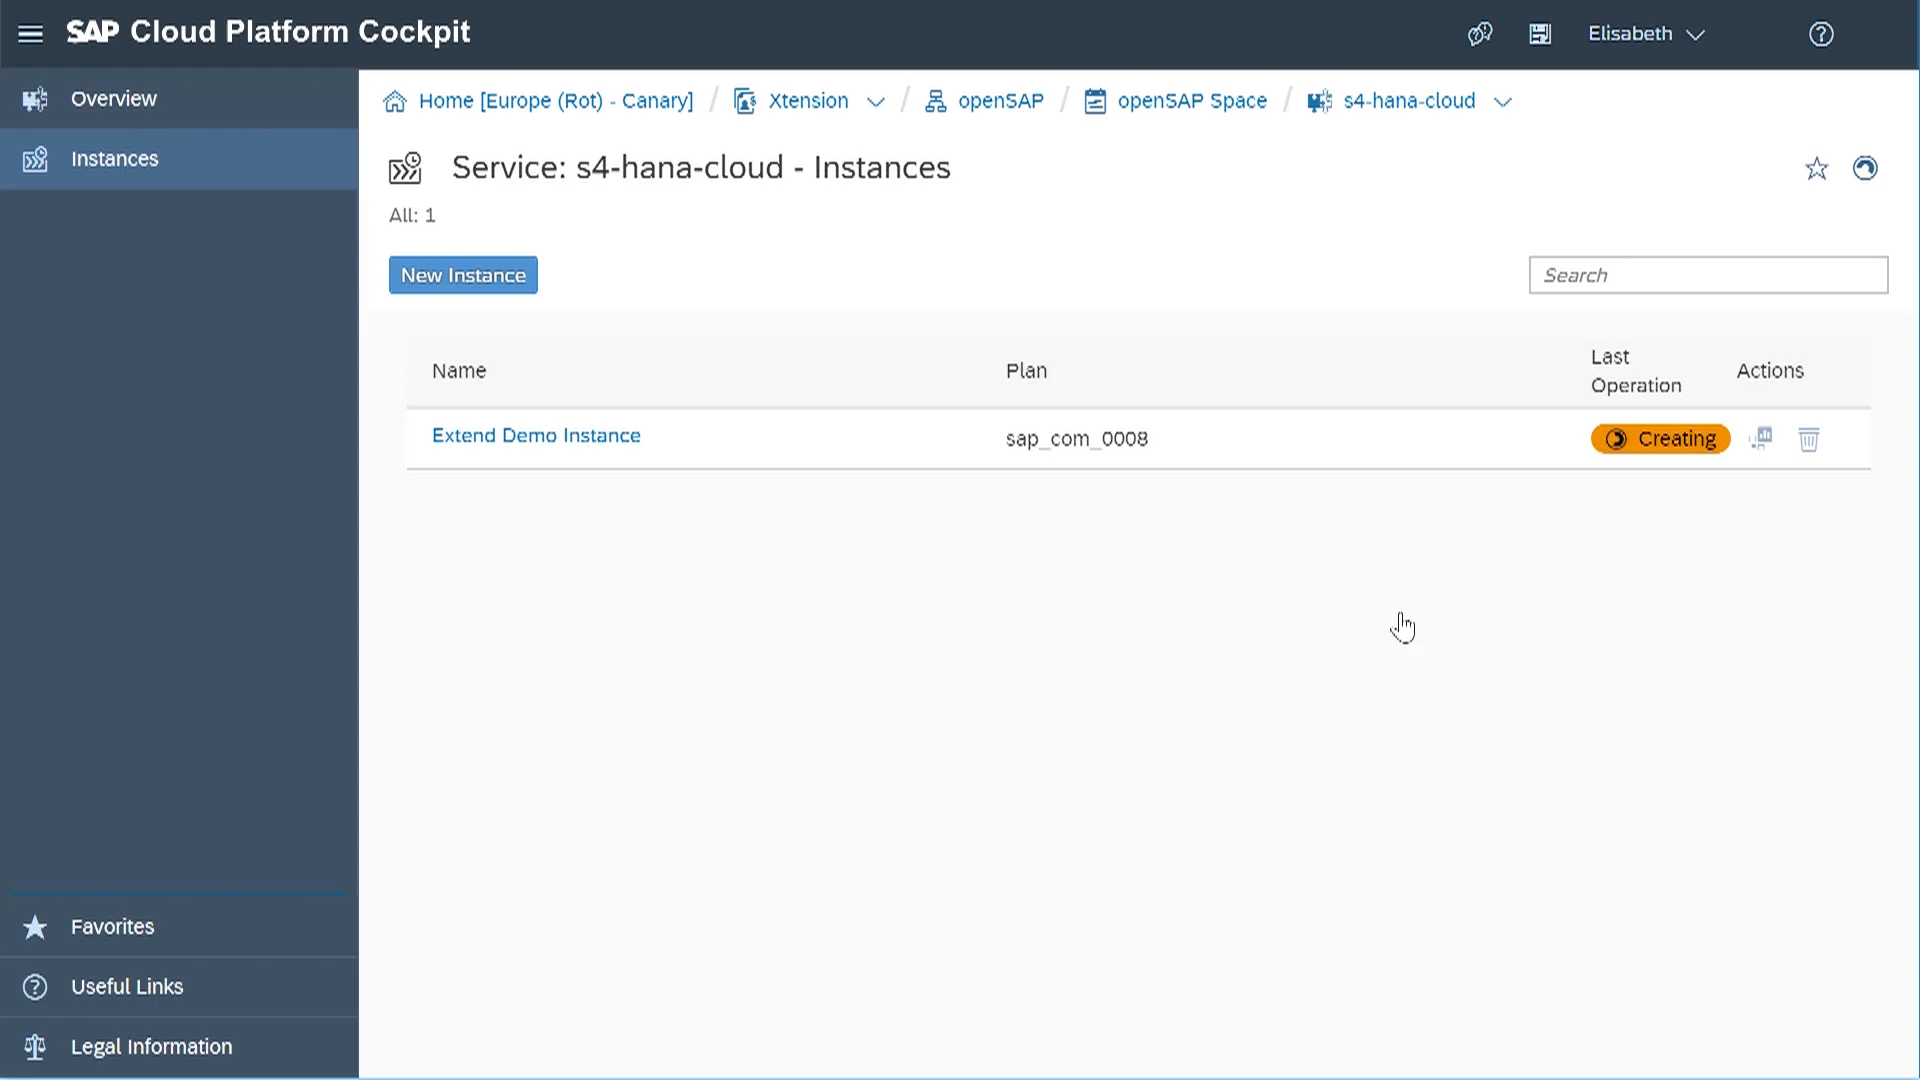 SAP Cloud Platform Cockpit
Elisabeth
Overview
Instances
Home [Europe (Rot) - Canary] / Xtension / openSAP / openSAP Space / s4-hana-cloud
Service: s4-hana-cloud - Instances
All: 1
New Instance
Search
Name
Plan
Last
Operation
Actions
Extend Demo Instance
sap_com_0008
Creating
Favorites
Useful Links
Legal Information